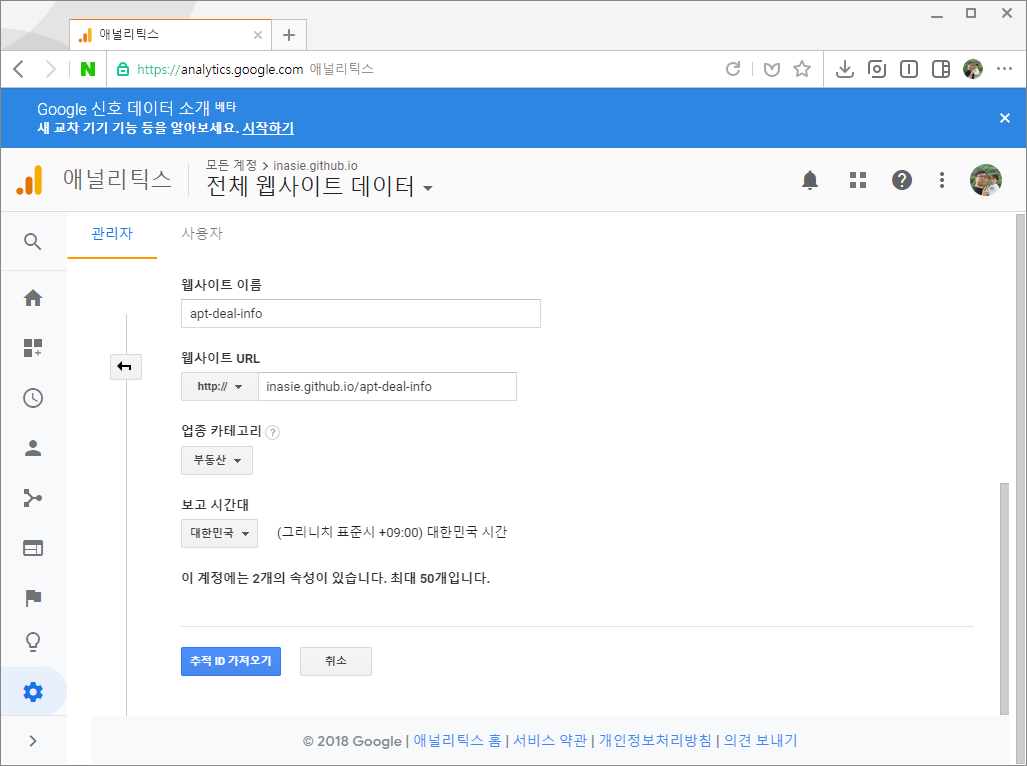 애널리틱스
N
https://analytics.google.com 애널리틱스
Google 신호 데이터 소개 베타
새 교차 기기 기능 등을 알아보세요. 시작하기
애널리틱스
모든 계정 > inasie.github.io
전체 웹사이트 데이터
관리자 사용자
웹사이트 이름
apt-deal-info
웹사이트 URL
http:// inasie.github.io/apt-deal-info
업종 카테고리 ?
부동산
보고 시간대
대한민국 (그리니치 표준시 +09:00) 대한민국 시간
이 계정에는 2개의 속성이 있습니다. 최대 50개입니다.
추적 ID 가져오기 취소
© 2018 Google | 애널리틱스 홈 | 서비스 약관 | 개인정보처리방침 | 의견 보내기